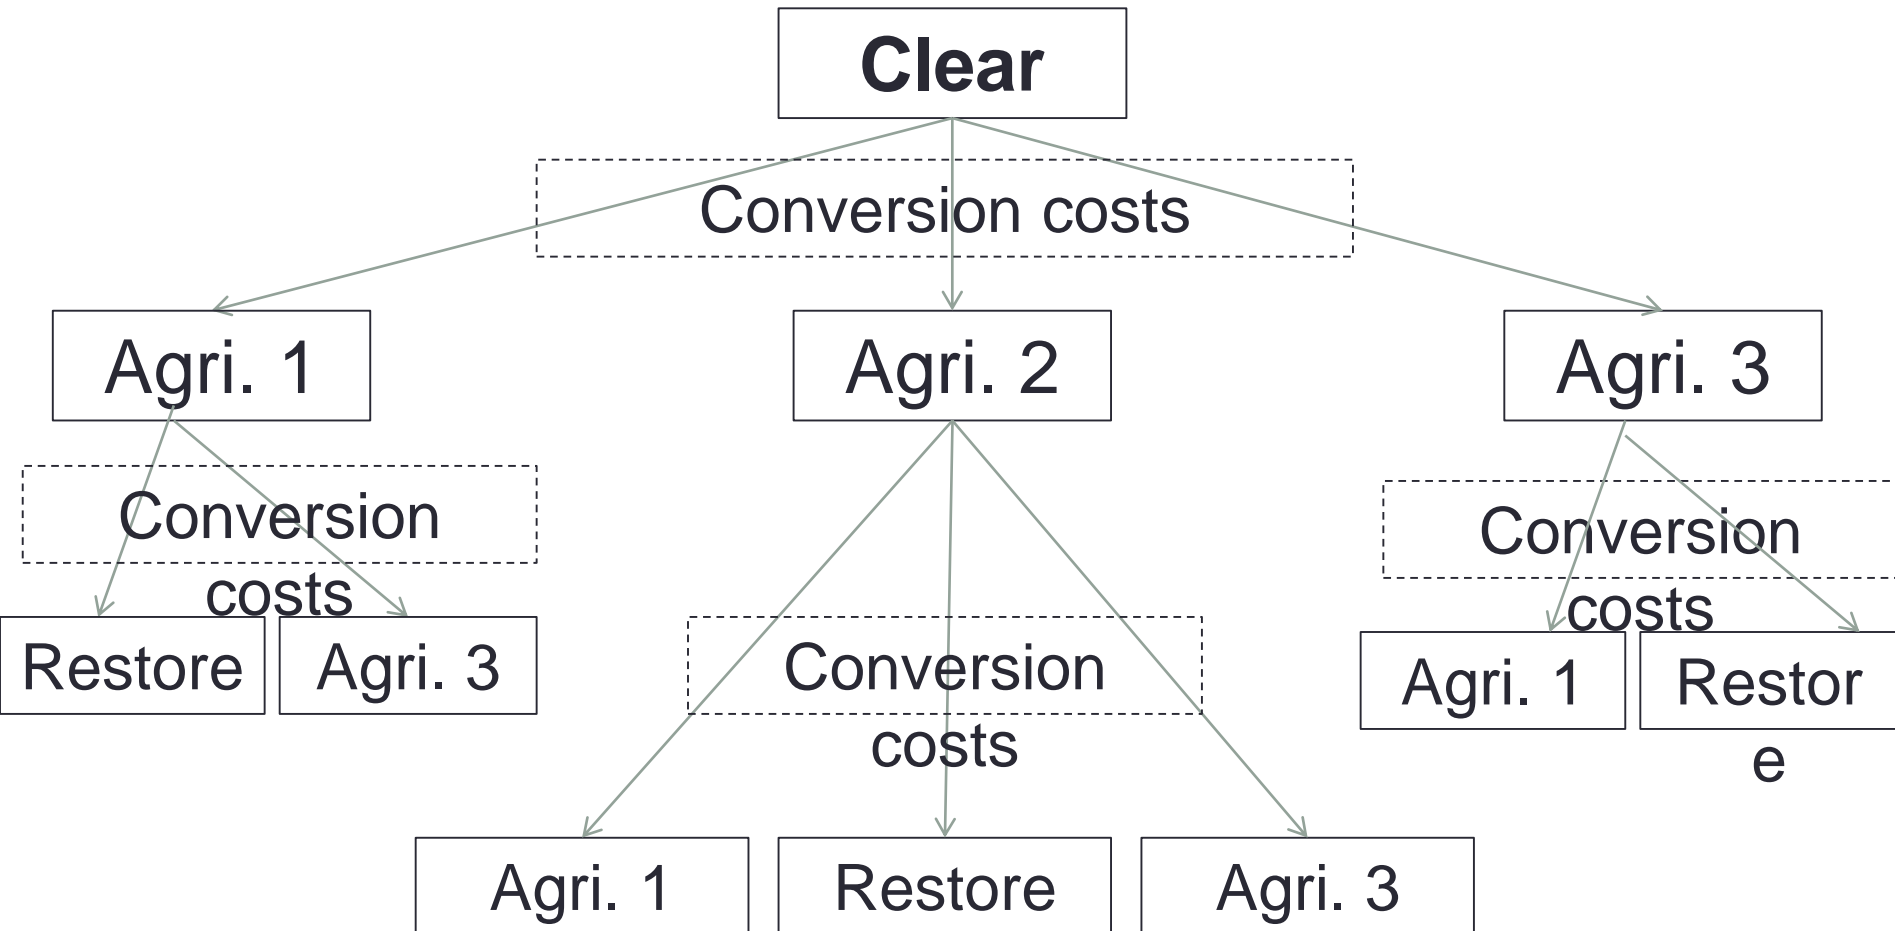 Clear
Conversion costs
Agri. 1
Agri. 2
Agri. 3
Conversion
costs
Restore
Agri. 3
Conversion
costs
Agri. 1
Restor
e
Conversion
costs
Agri. 1
Restore
Agri. 3